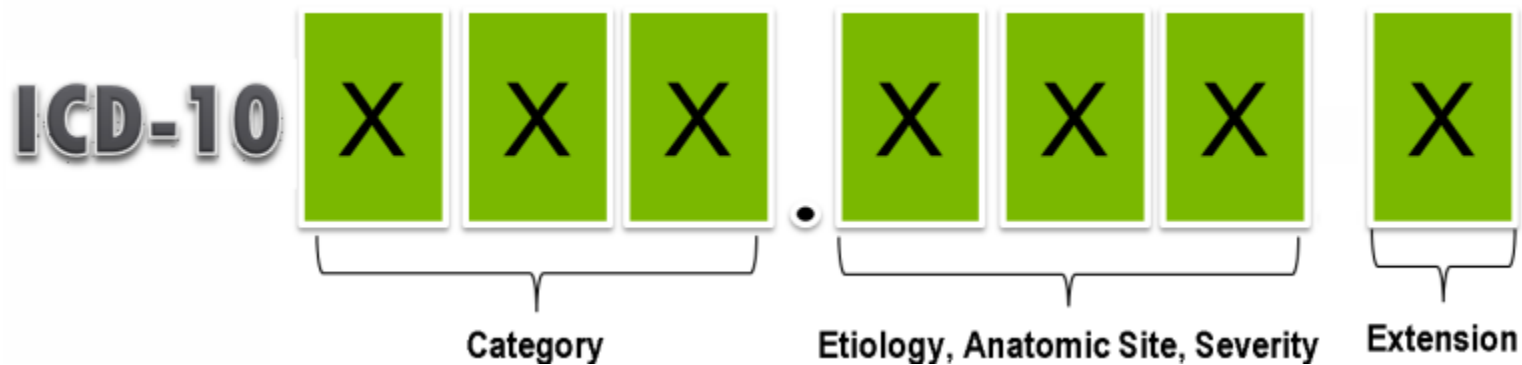 ICD-10 X X X . X X X X
Category Etiology, Anatomic Site, Severity Extension